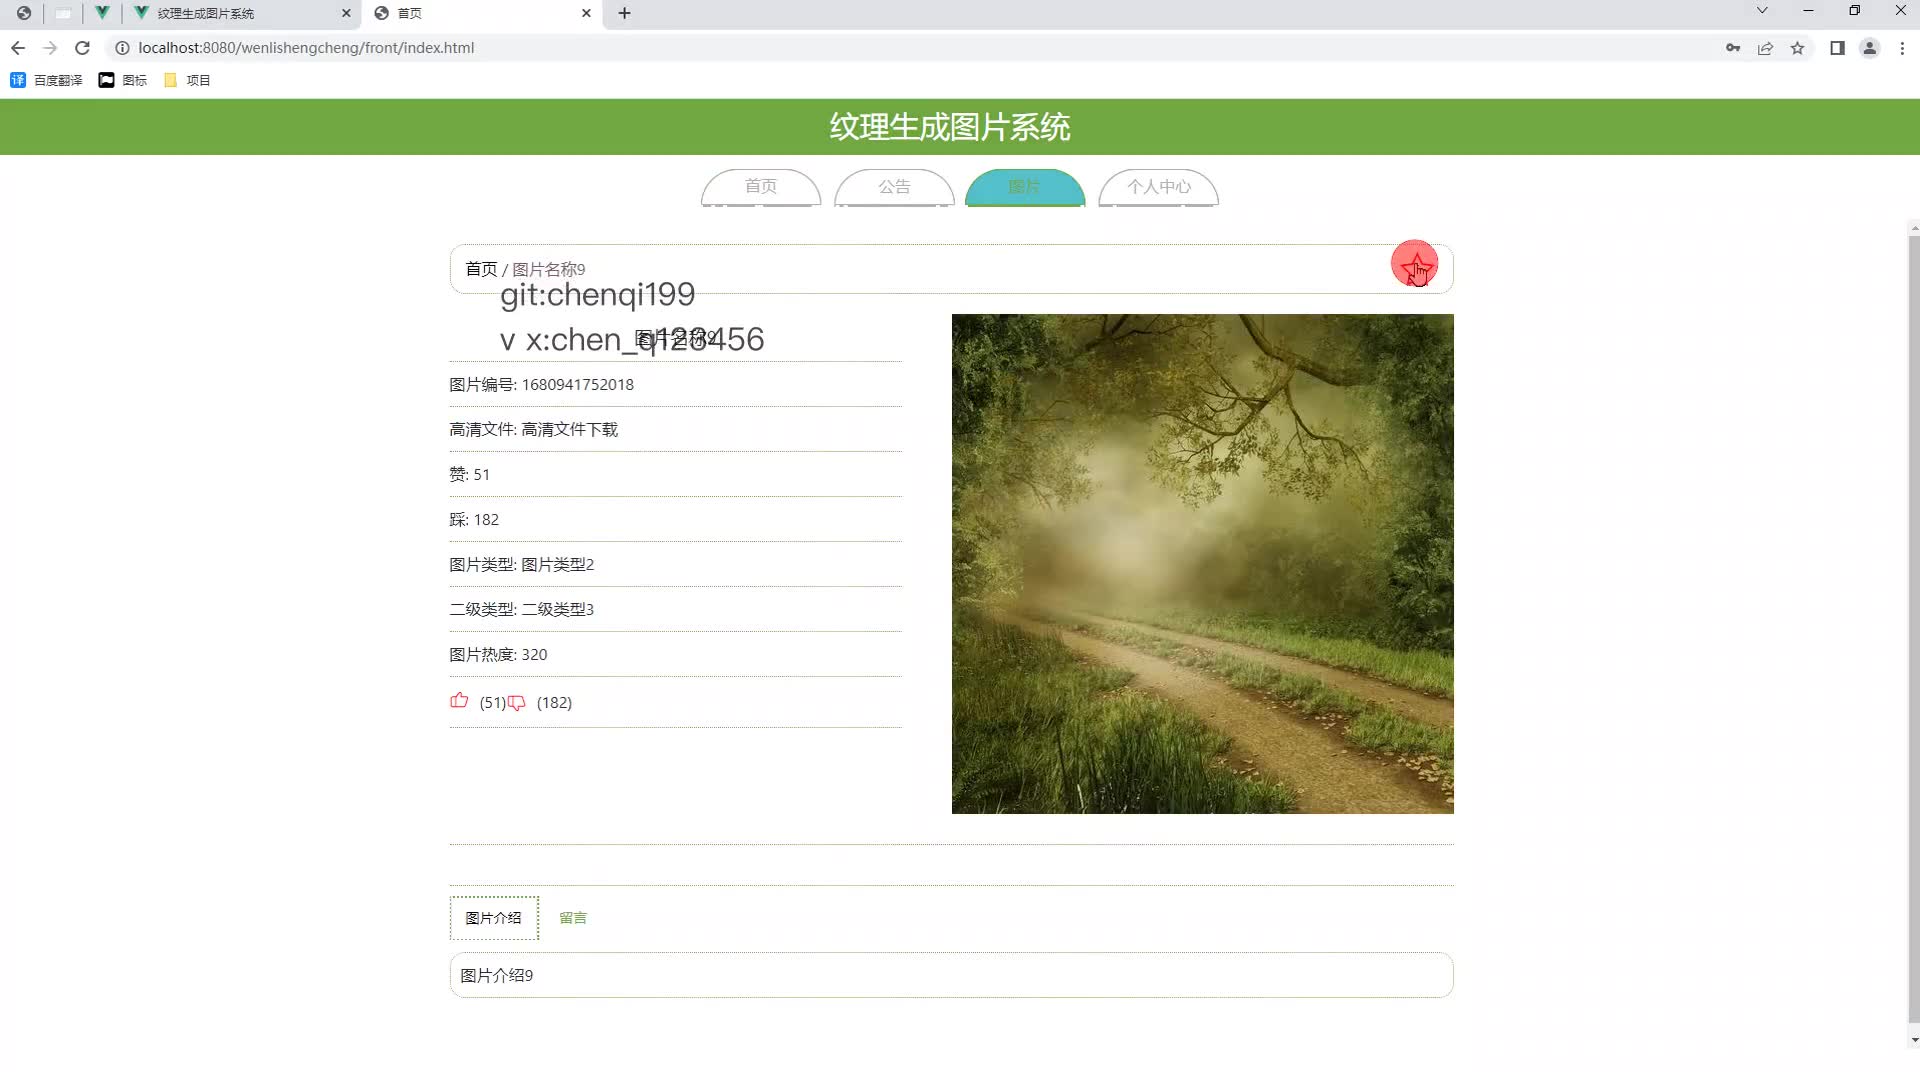 纹理生成图片系统
首页
localhost:8080/wenlishengcheng/front/index.html
百度翻译
图标
项目
纹理生成图片系统
首页
公告
图片
个人中心
首页 / 图片名称9
git:chenqi199
v x:chen_q123456
图片名称9
图片编号: 1680941752018
高清文件: 高清文件下载
赞: 51
踩: 182
图片类型: 图片类型2
二级类型: 二级类型3
图片热度: 320
(51) (182)
图片介绍
留言
图片介绍9